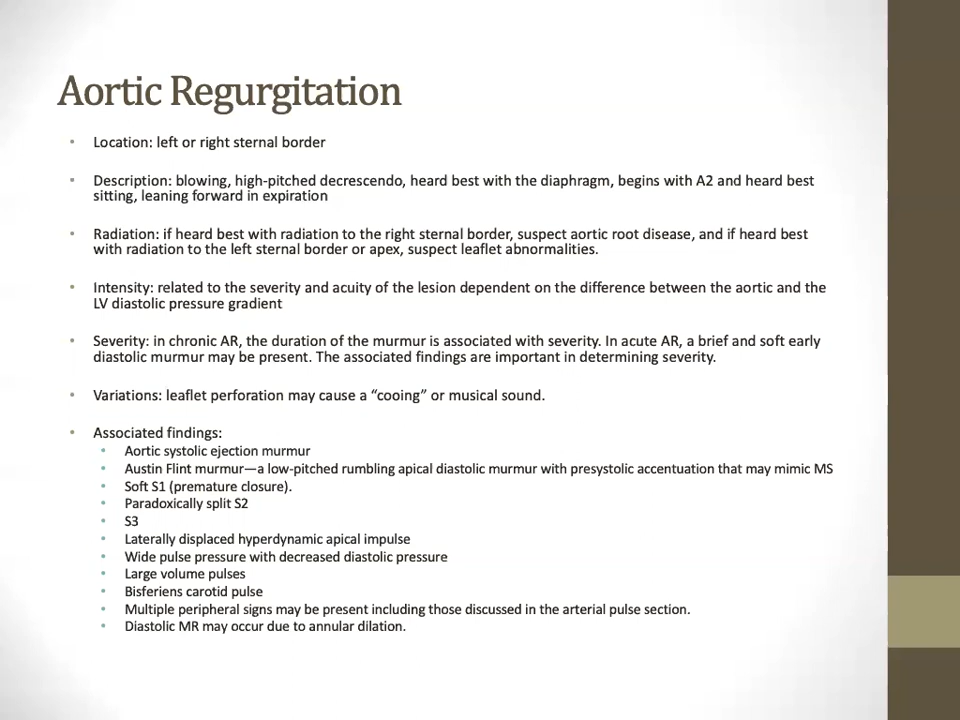 Aortic Regurgitation
• Location: left or right sternal border
• Description: blowing, high-pitched decrescendo, heard best with the diaphragm, begins with A2 and heard best
sitting, leaning forward in expiration
• Radiation: if heard best with radiation to the right sternal border, suspect aortic root disease, and if heard best
with radiation to the left sternal border or apex, suspect leaflet abnormalities.
• Intensity: related to the severity and acuity of the lesion dependent on the difference between the aortic and the
LV diastolic pressure gradient
• Severity: in chronic AR, the duration of the murmur is associated with severity. In acute AR, a brief and soft early
diastolic murmur may be present. The associated findings are important in determining severity.
• Variations: leaflet perforation may cause a “cooing” or musical sound.
• Associated findings:
• Aortic systolic ejection murmur
• Austin Flint murmur—a low-pitched rumbling apical diastolic murmur with presystolic accentuation that may mimic MS
• Soft S1 (premature closure).
• Paradoxically split S2
• S3
• Laterally displaced hyperdynamic apical impulse
• Wide pulse pressure with decreased diastolic pressure
• Large volume pulses
• Bisferiens carotid pulse
• Multiple peripheral signs may be present including those discussed in the arterial pulse section.
• Diastolic MR may occur due to annular dilation.